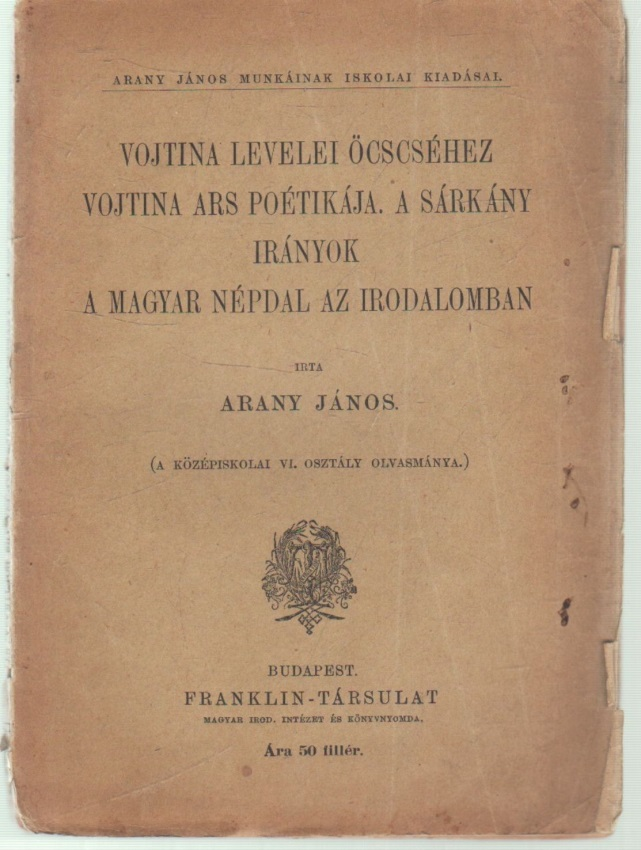 ARANY JÁNOS MUNKÁINAK ISKOLAI KIADÁSAI.
VOJTINA LEVELEI ÖCSCSÉHEZ
VOJTINA ARS POÉTIKÁJA. A SÁRKÁNY
IRÁNYOK
A MAGYAR NÉPDAL AZ IRODALOMBAN
IRTA
ARANY JÁNOS.
(A KÖZÉPISKOLAI VI. OSZTÁLY OLVASMÁNYA.)
BUDAPEST.
FRANKLIN-TÁRSULAT
MAGYAR IROD. INTÉZET ÉS KÖNYVNYOMDA.
Ára 50 fillér.